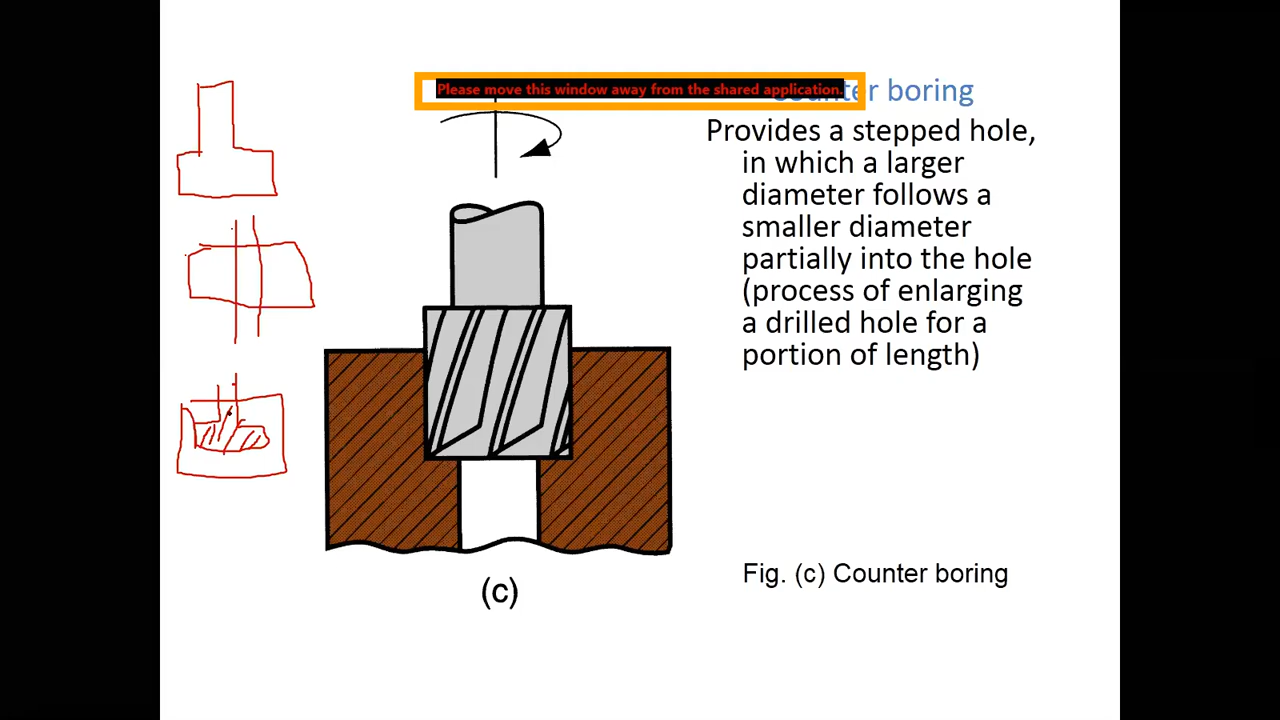 Please move this window away from the shared application.
Counter boring
Provides a stepped hole,
in which a larger
diameter follows a
smaller diameter
partially into the hole
(process of enlarging
a drilled hole for a
portion of length)
Fig. (c) Counter boring
(c)